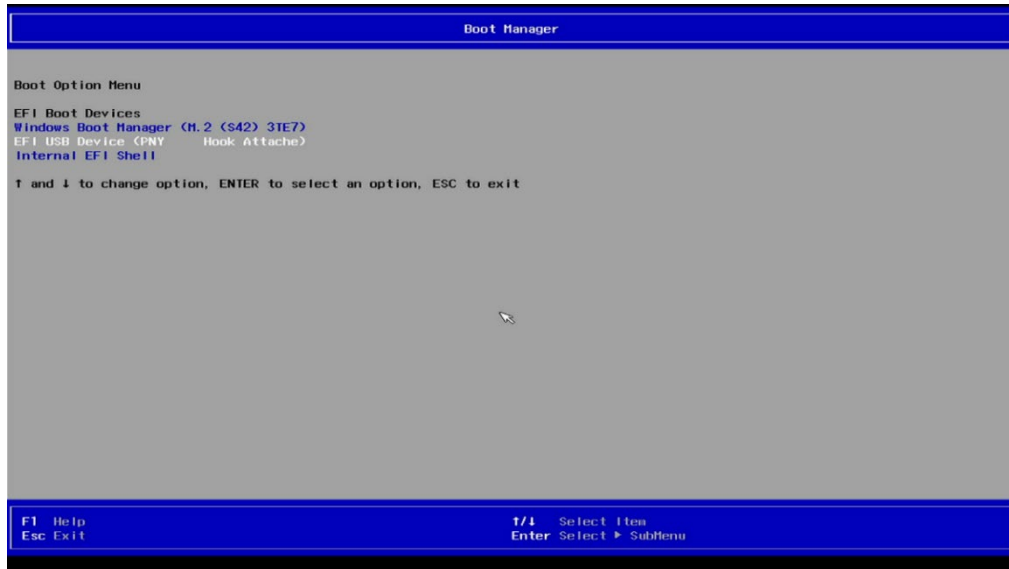 Boot Manager
Boot Option Menu
EFI Boot Devices
Windows Boot Manager (M.2 (S42) 3TE7)
EFI USB Device (PNY     Hook Attache)
Internal EFI Shell
↑ and ↓ to change option, ENTER to select an option, ESC to exit
F1 Help
Esc Exit
↑/↓ Select Item
Enter Select ▶ SubMenu